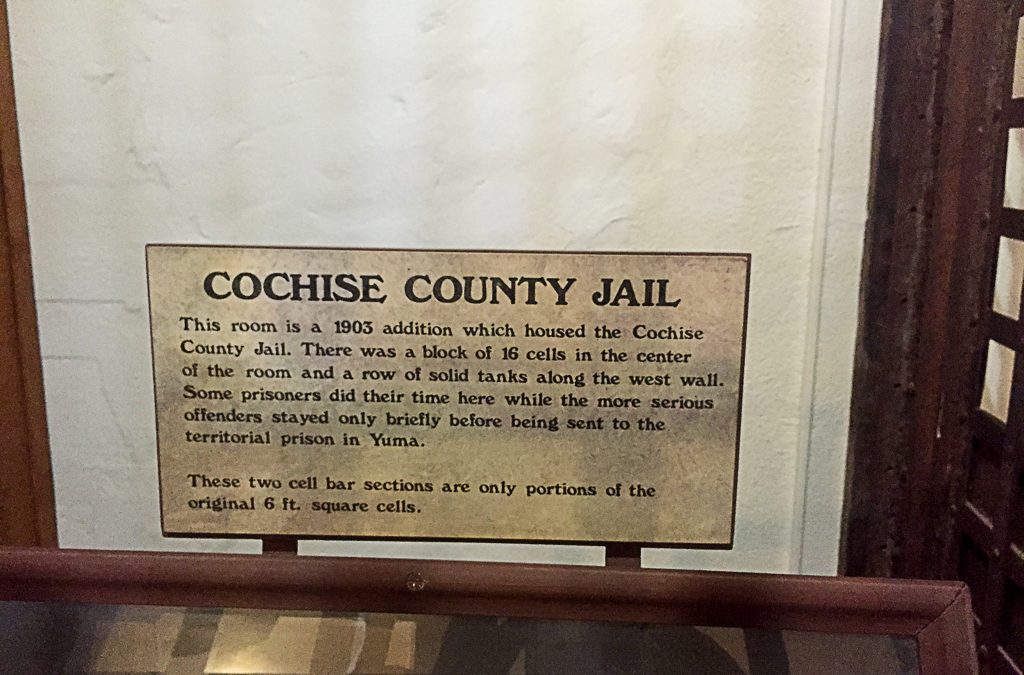 COCHISE COUNTY JAIL
This room is a 1903 addition which housed the Cochise
County Jail. There was a block of 16 cells in the center
of the room and a row of solid tanks along the west wall.
Some prisoners did their time here while the more serious
offenders stayed only briefly before being sent to the
territorial prison in Yuma.
These two cell bar sections are only portions of the
original 6 ft. square cells.